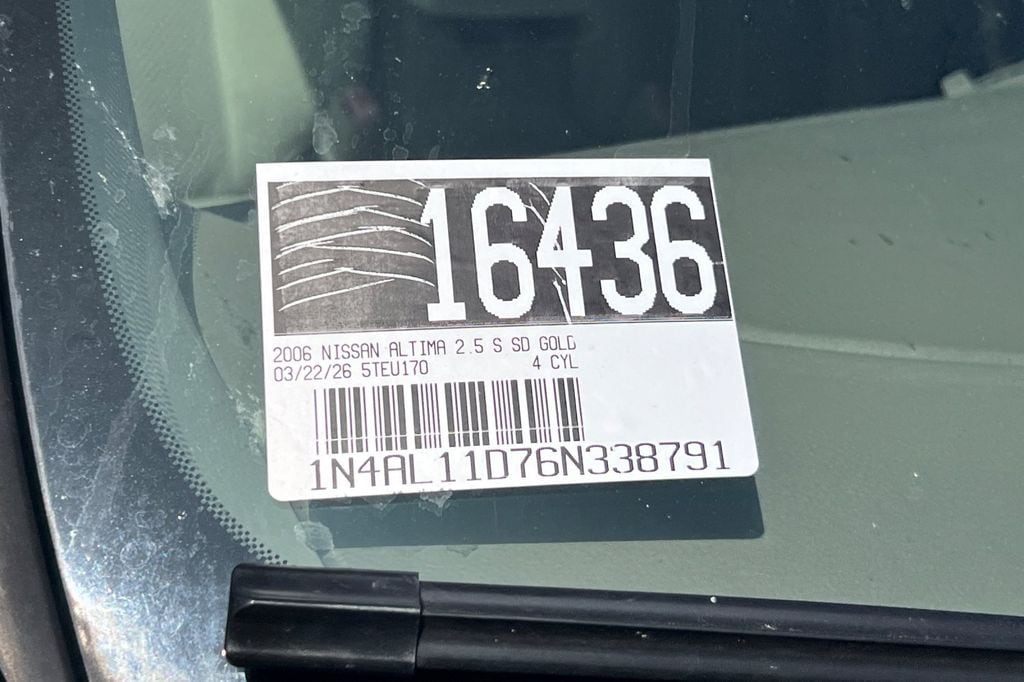 16436
2006 NISSAN ALTIMA 2.5 S SD GOLD
03/22/26 5TEU170 4 CYL
1N4AL11D76N338791